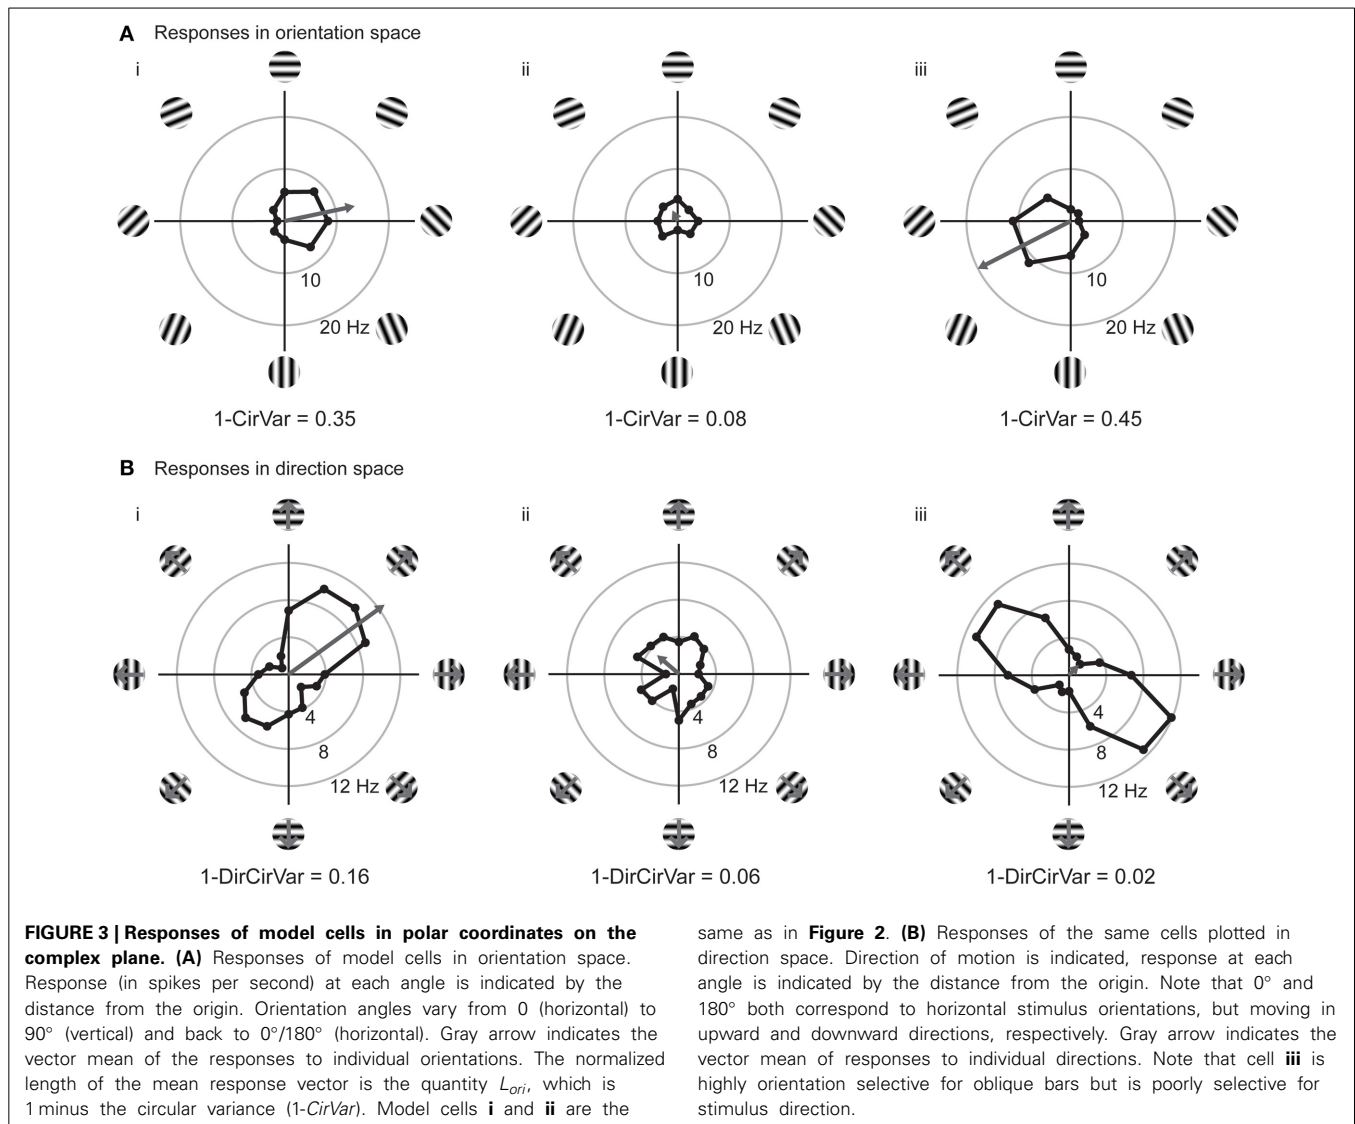 A Responses in orientation space
i
ii
iii
10
20 Hz
10
20 Hz
10
20 Hz
1-CirVar = 0.35
1-CirVar = 0.08
1-CirVar = 0.45
B Responses in direction space
i
ii
iii
4
8
12 Hz
4
8
12 Hz
4
8
12 Hz
1-DirCirVar = 0.16
1-DirCirVar = 0.06
1-DirCirVar = 0.02
FIGURE 3 | Responses of model cells in polar coordinates on the
complex plane. (A) Responses of model cells in orientation space.
Response (in spikes per second) at each angle is indicated by the
distance from the origin. Orientation angles vary from 0 (horizontal) to
90° (vertical) and back to 0°/180° (horizontal). Gray arrow indicates the
vector mean of the responses to individual orientations. The normalized
length of the mean response vector is the quantity Lori, which is
1 minus the circular variance (1-CirVar). Model cells i and ii are the
same as in Figure 2. (B) Responses of the same cells plotted in
direction space. Direction of motion is indicated, response at each
angle is indicated by the distance from the origin. Note that 0° and
180° both correspond to horizontal stimulus orientations, but moving in
upward and downward directions, respectively. Gray arrow indicates the
vector mean of responses to individual directions. Note that cell iii is
highly orientation selective for oblique bars but is poorly selective for
stimulus direction.